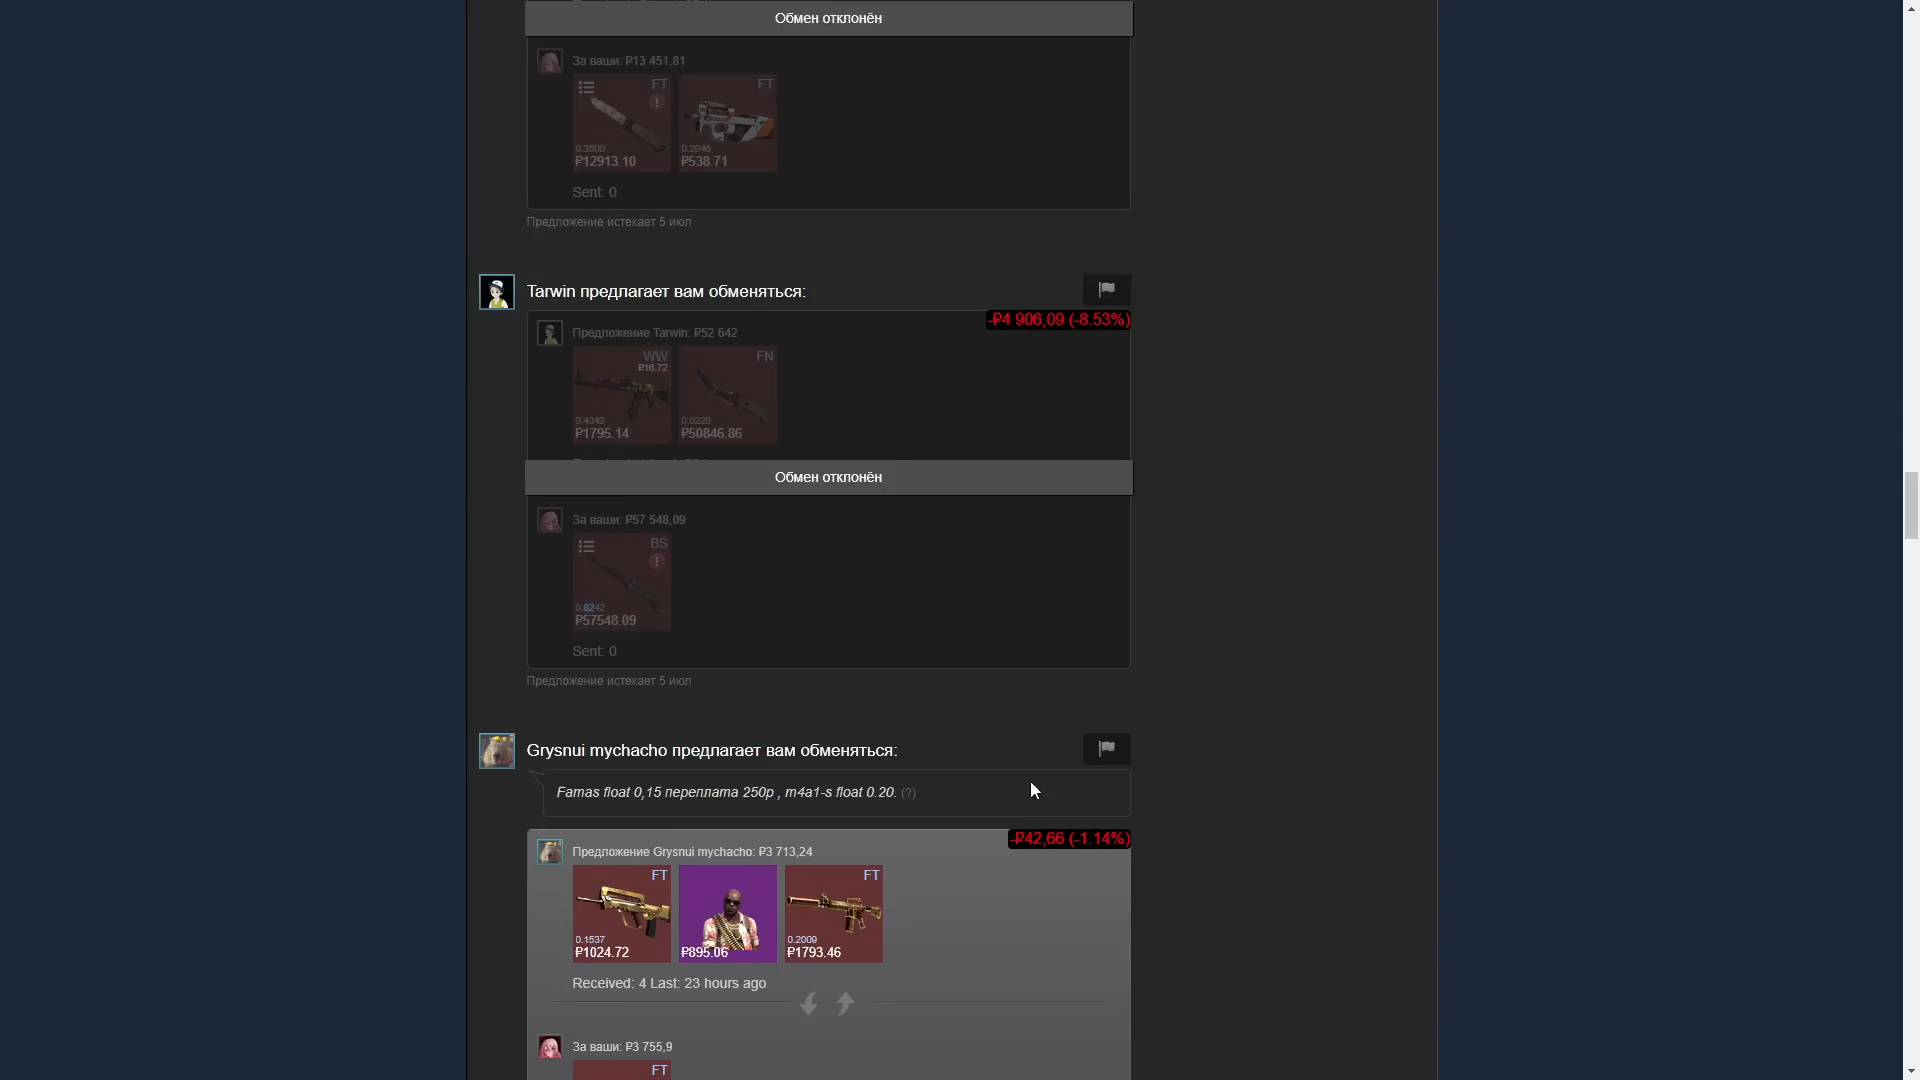 Обмен отклонён
За ваши: ₽13 451,81
FT
FT
0.3500
₽12913.10
0.2046
₽538.71
Sent: 0
Предложение истекает 5 июл
Tarwin предлагает вам обменяться:
-₽4 906,09 (-8.53%)
Предложение Tarwin: ₽52 642
WW
₽16.72
FN
0.4342
₽1795.14
0.0220
₽50846.86
Обмен отклонён
За ваши: ₽57 548,09
BS
0.8242
₽57548.09
Sent: 0
Предложение истекает 5 июл
Grysnui mychacho предлагает вам обменяться:
Famas float 0,15 переплата 250р , m4a1-s float 0.20. (?)
-₽42,66 (-1.14%)
Предложение Grysnui mychacho: ₽3 713,24
FT
FT
0.1537
₽1024.72
₽895.06
0.2009
₽1793.46
Received: 4 Last: 23 hours ago
За ваши: ₽3 755,9
FT